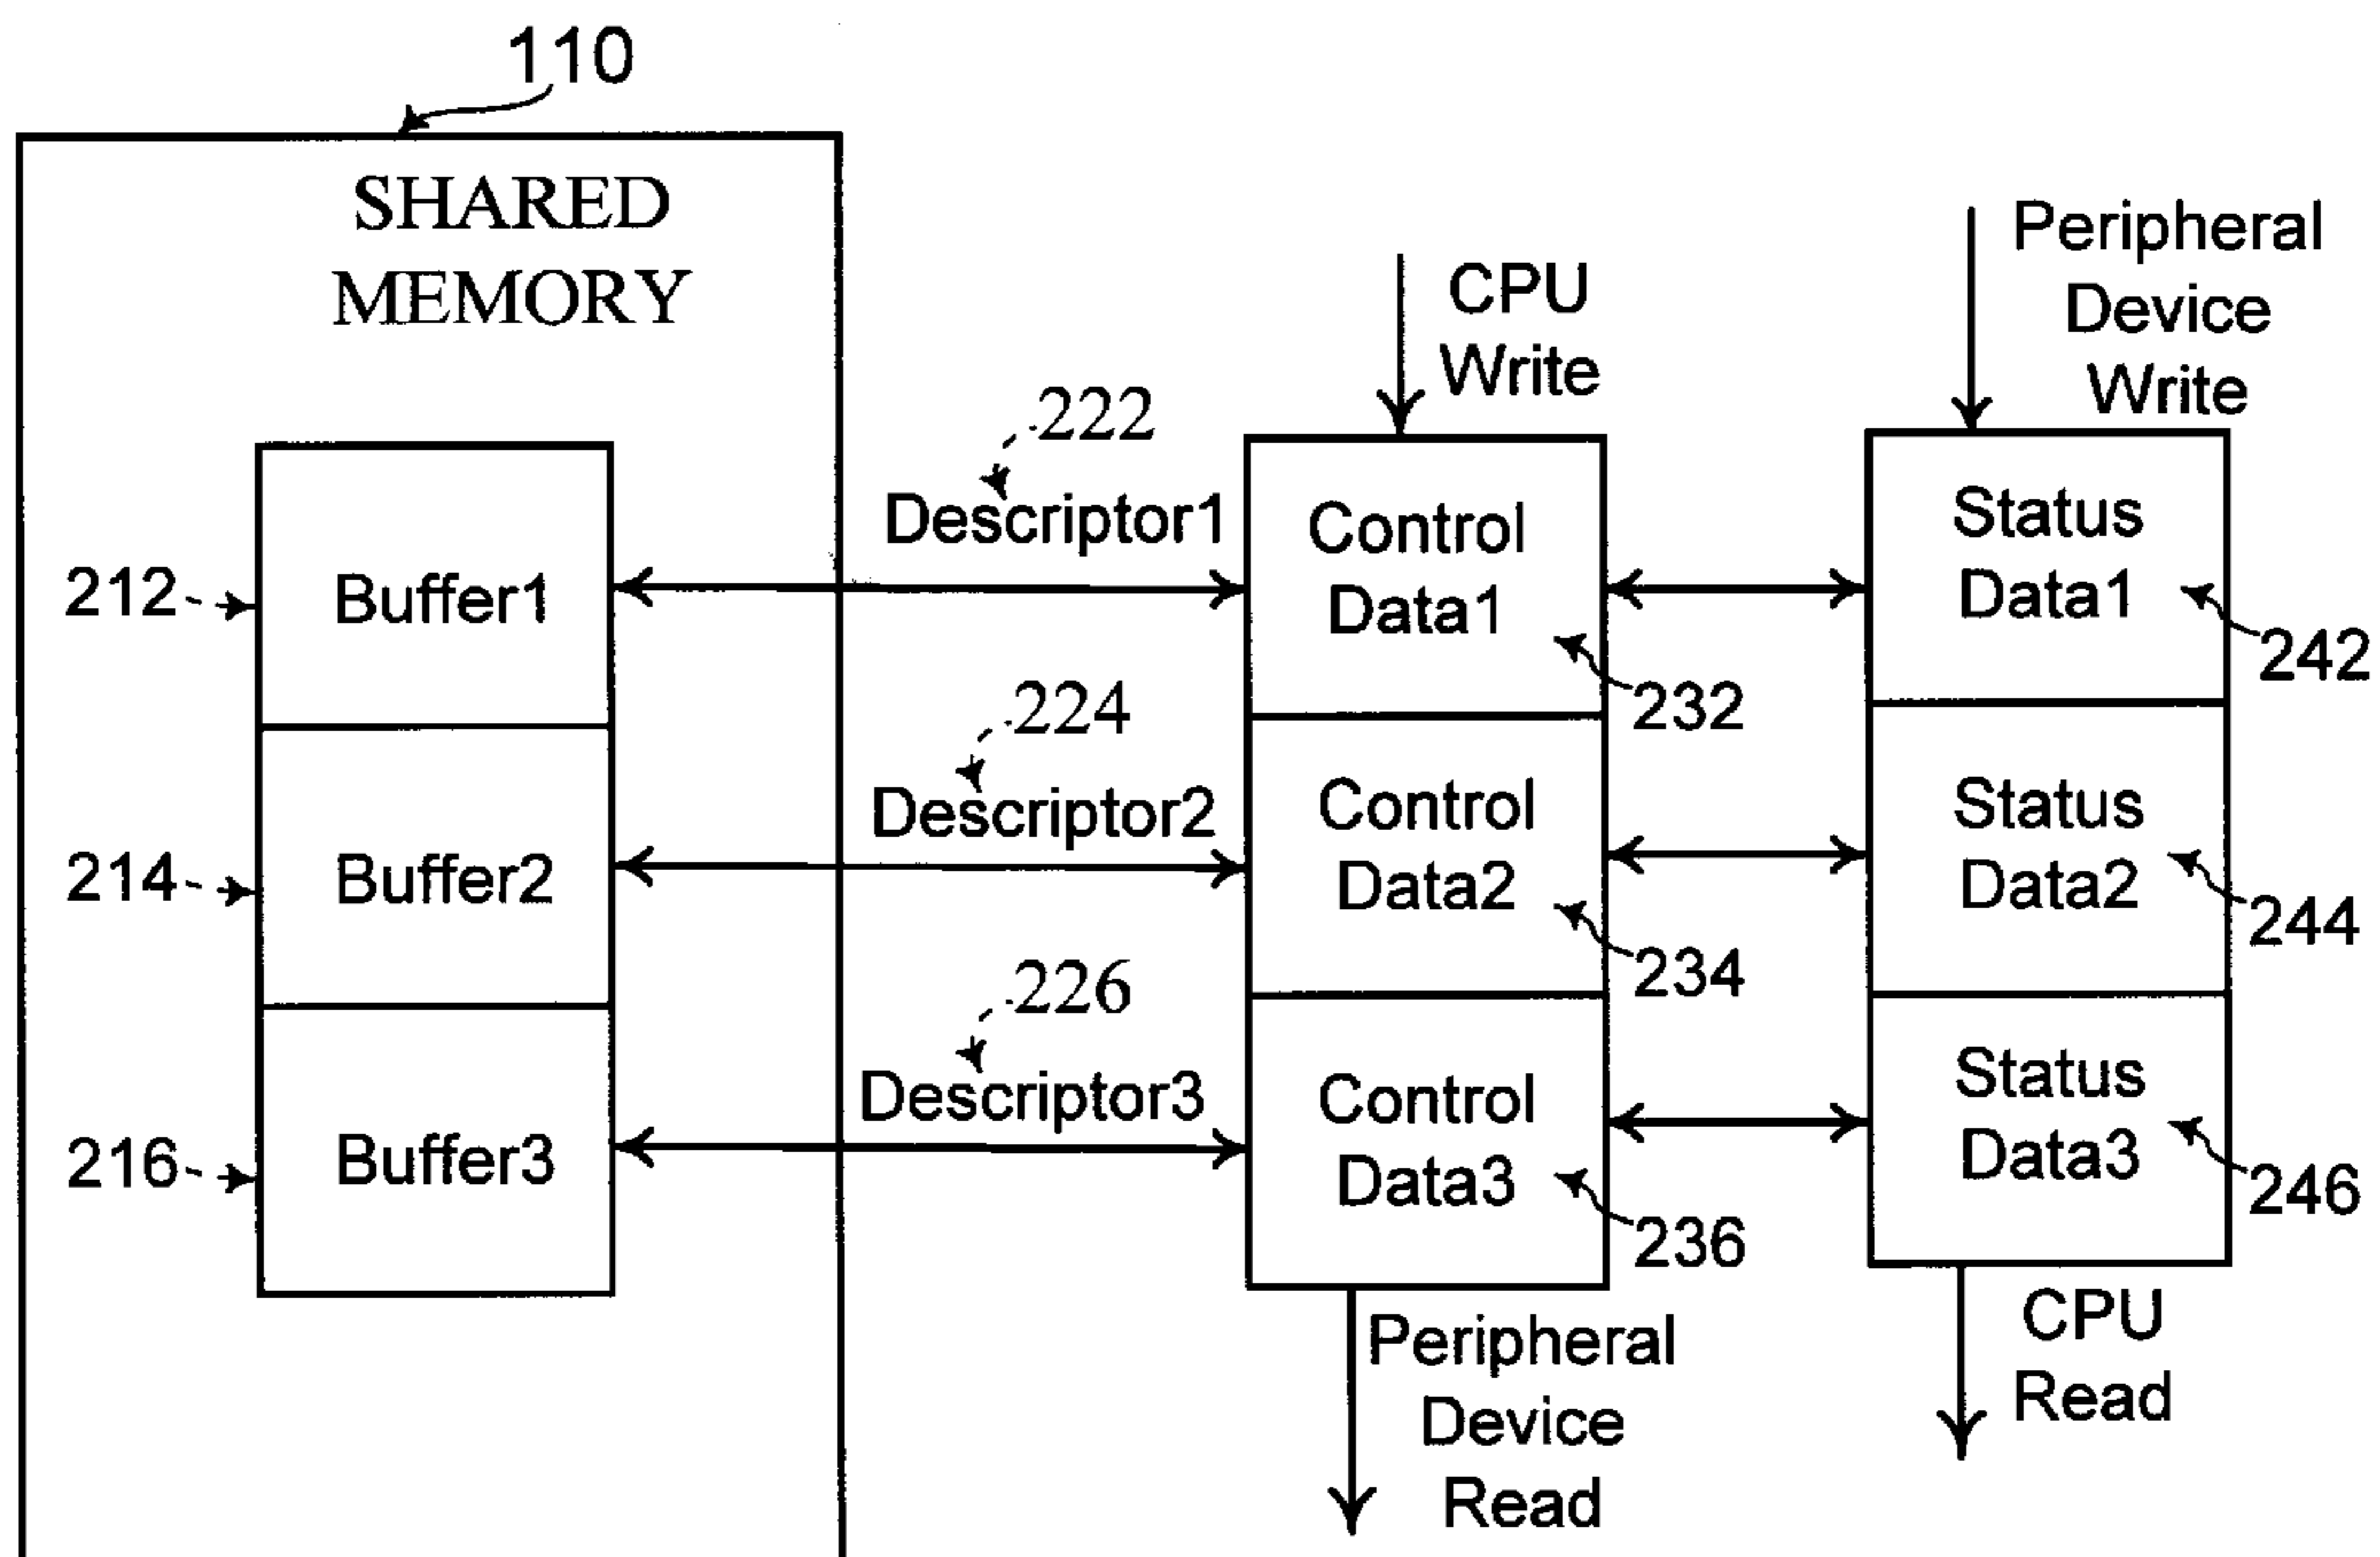 110
SHARED
MEMORY
Peripheral
Device
Write
CPU
Write
222
Descriptor1
Control
Data1
Status
Data1
212
Buffer1
232
242
224
Descriptor2
Control
Data2
Status
Data2
214
Buffer2
234
244
226
Descriptor3
Control
Data3
Status
Data3
216
Buffer3
236
246
Peripheral
Device
Read
CPU
Read